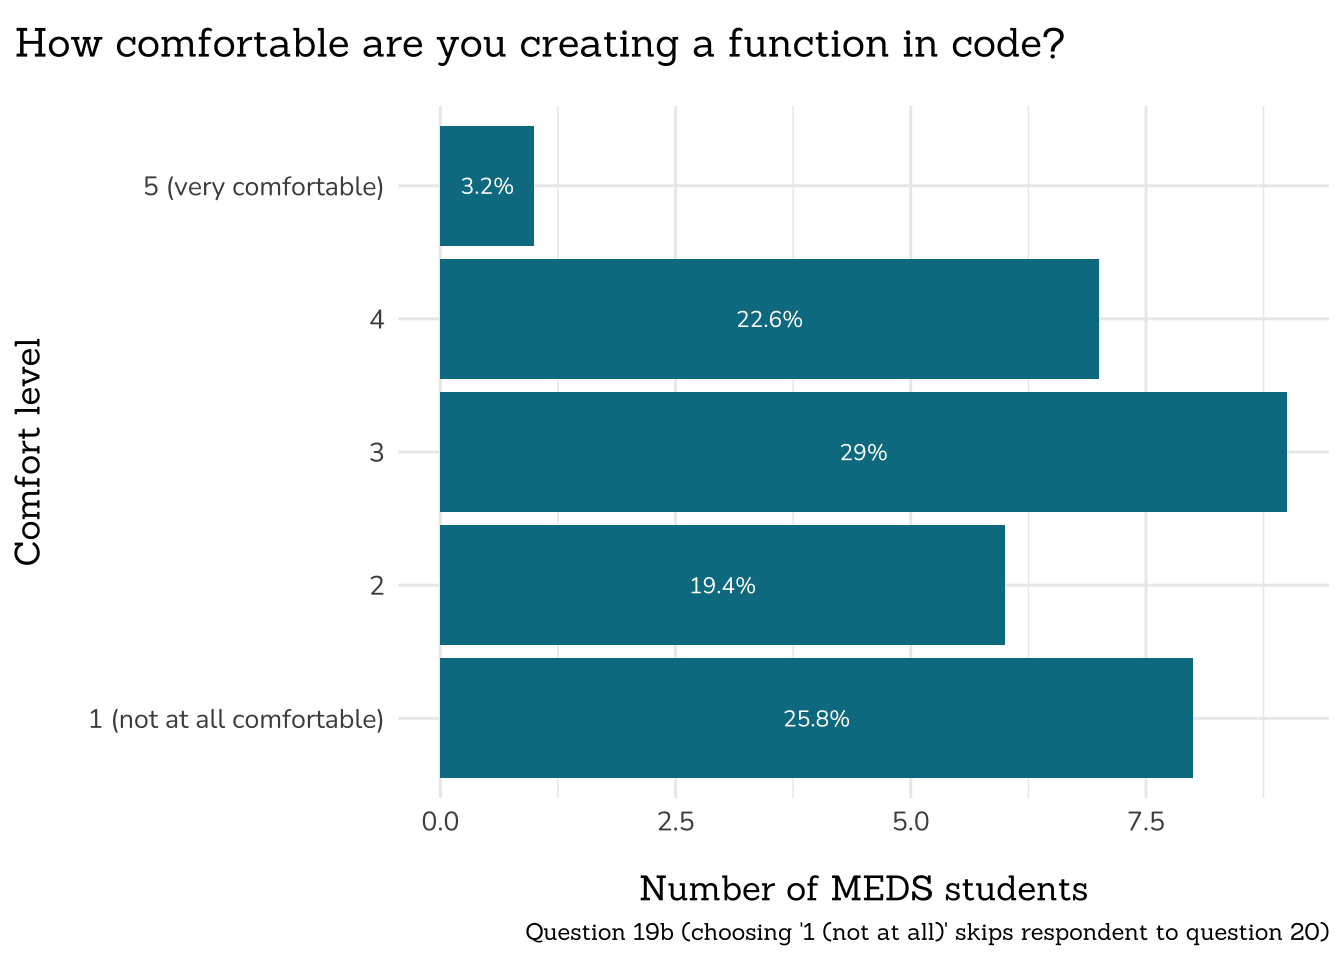 How comfortable are you creating a function in code?
Comfort level
5 (very comfortable)
3.2%
4
22.6%
3
29%
2
19.4%
1 (not at all comfortable)
25.8%
0.0 2.5 5.0 7.5
Number of MEDS students
Question 19b (choosing '1 (not at all)' skips respondent to question 20)